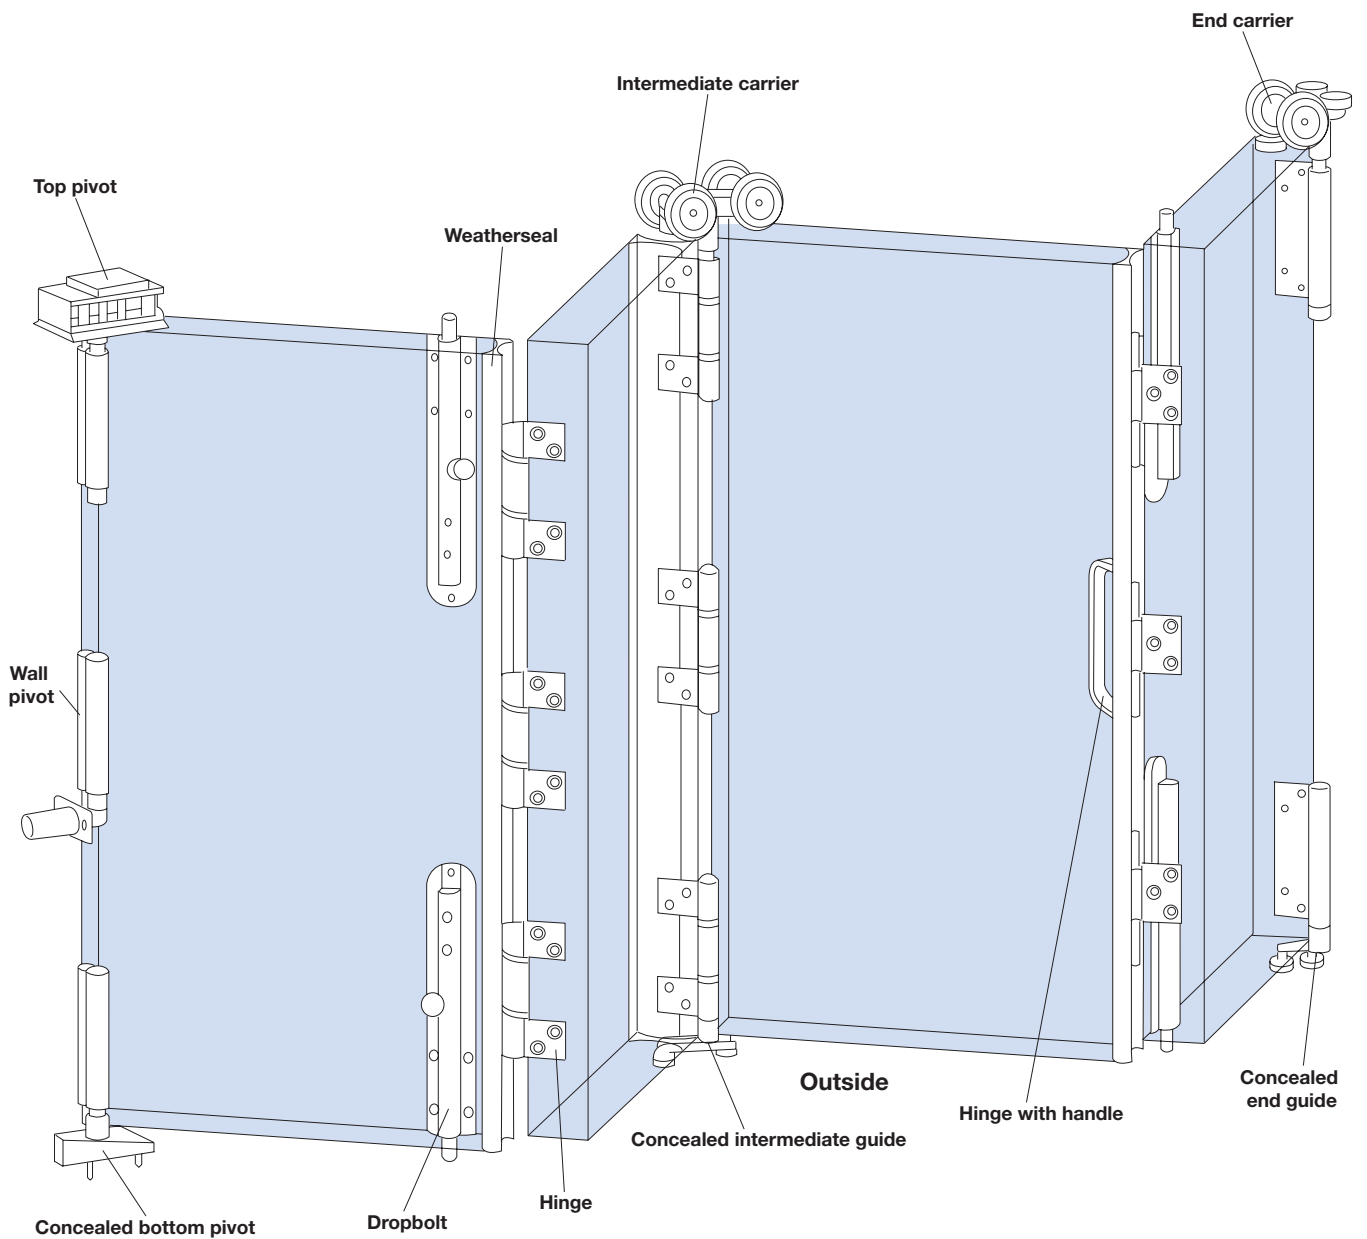 End carrier
Intermediate carrier
Top pivot
Weatherseal
Wall
pivot
Outside
Concealed
end guide
Hinge with handle
Concealed intermediate guide
Hinge
Dropbolt
Concealed bottom pivot